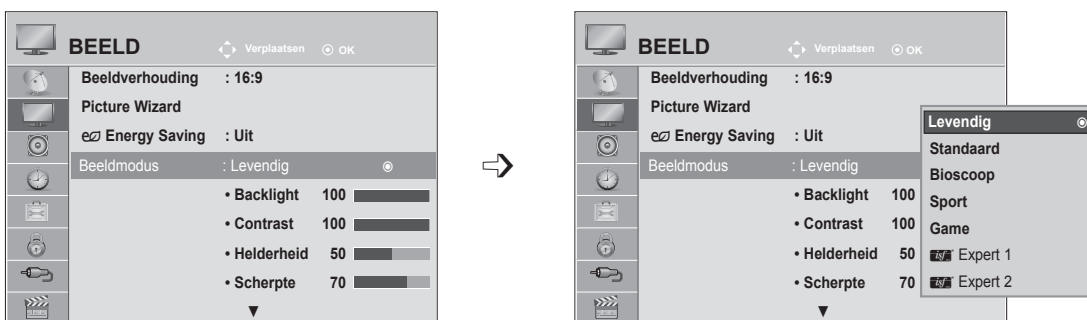 BEELD Verplaatsen OK
Beeldverhouding : 16:9
Picture Wizard
e Energy Saving : Uit
Beeldmodus : Levendig
• Backlight 100
• Contrast 100
• Helderheid 50
• Scherpte 70
BEELD Verplaatsen OK
Beeldverhouding : 16:9
Picture Wizard
e Energy Saving : Uit
Beeldmodus : Levendig
• Backlight 100
• Contrast 100
• Helderheid 50
• Scherpte 70
Levendig
Standaard
Bioscoop
Sport
Game
isf Expert 1
isf Expert 2